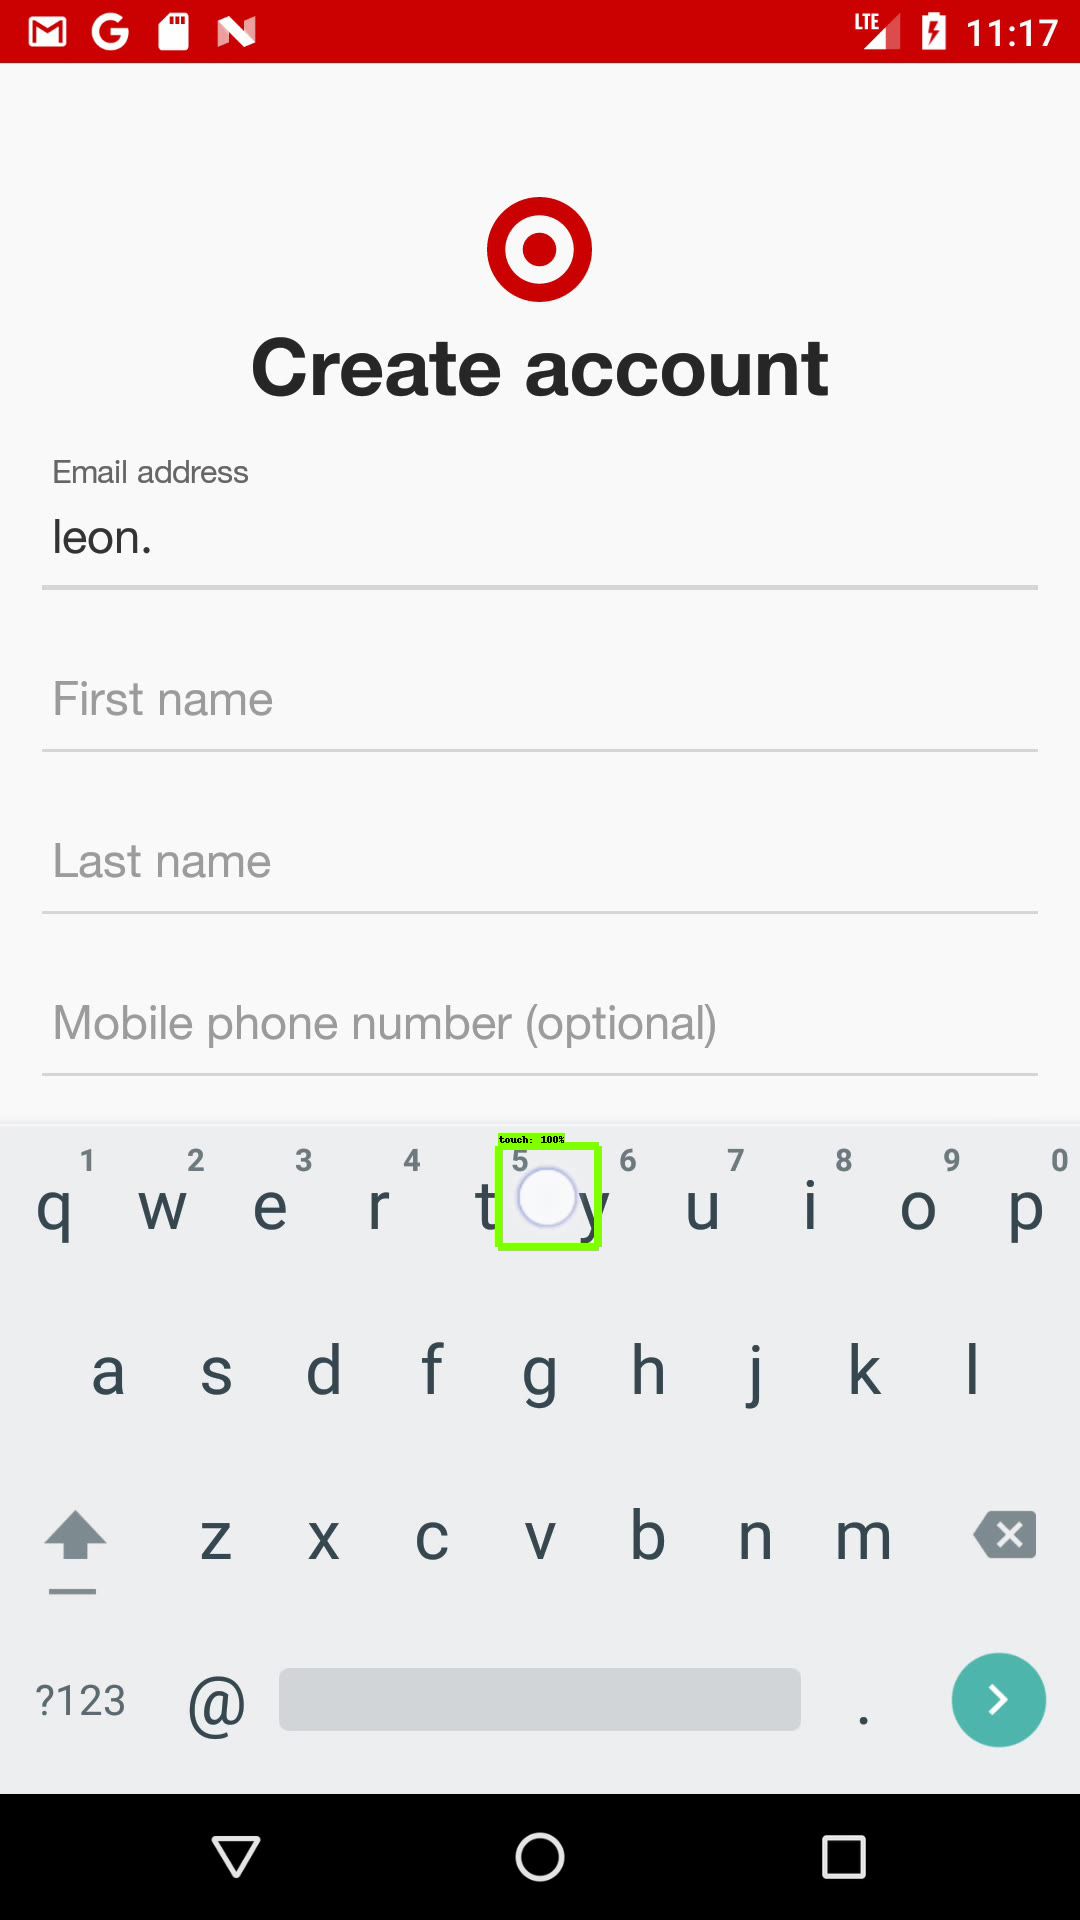 LTE 11:17
Create account
Email address
leon.
First name
Last name
Mobile phone number (optional)
touch: 100%
1 2 3 4 5 6 7 8 9 0
q w e r t y u i o p
a s d f g h j k l
z x c v b n m
?123 @ .